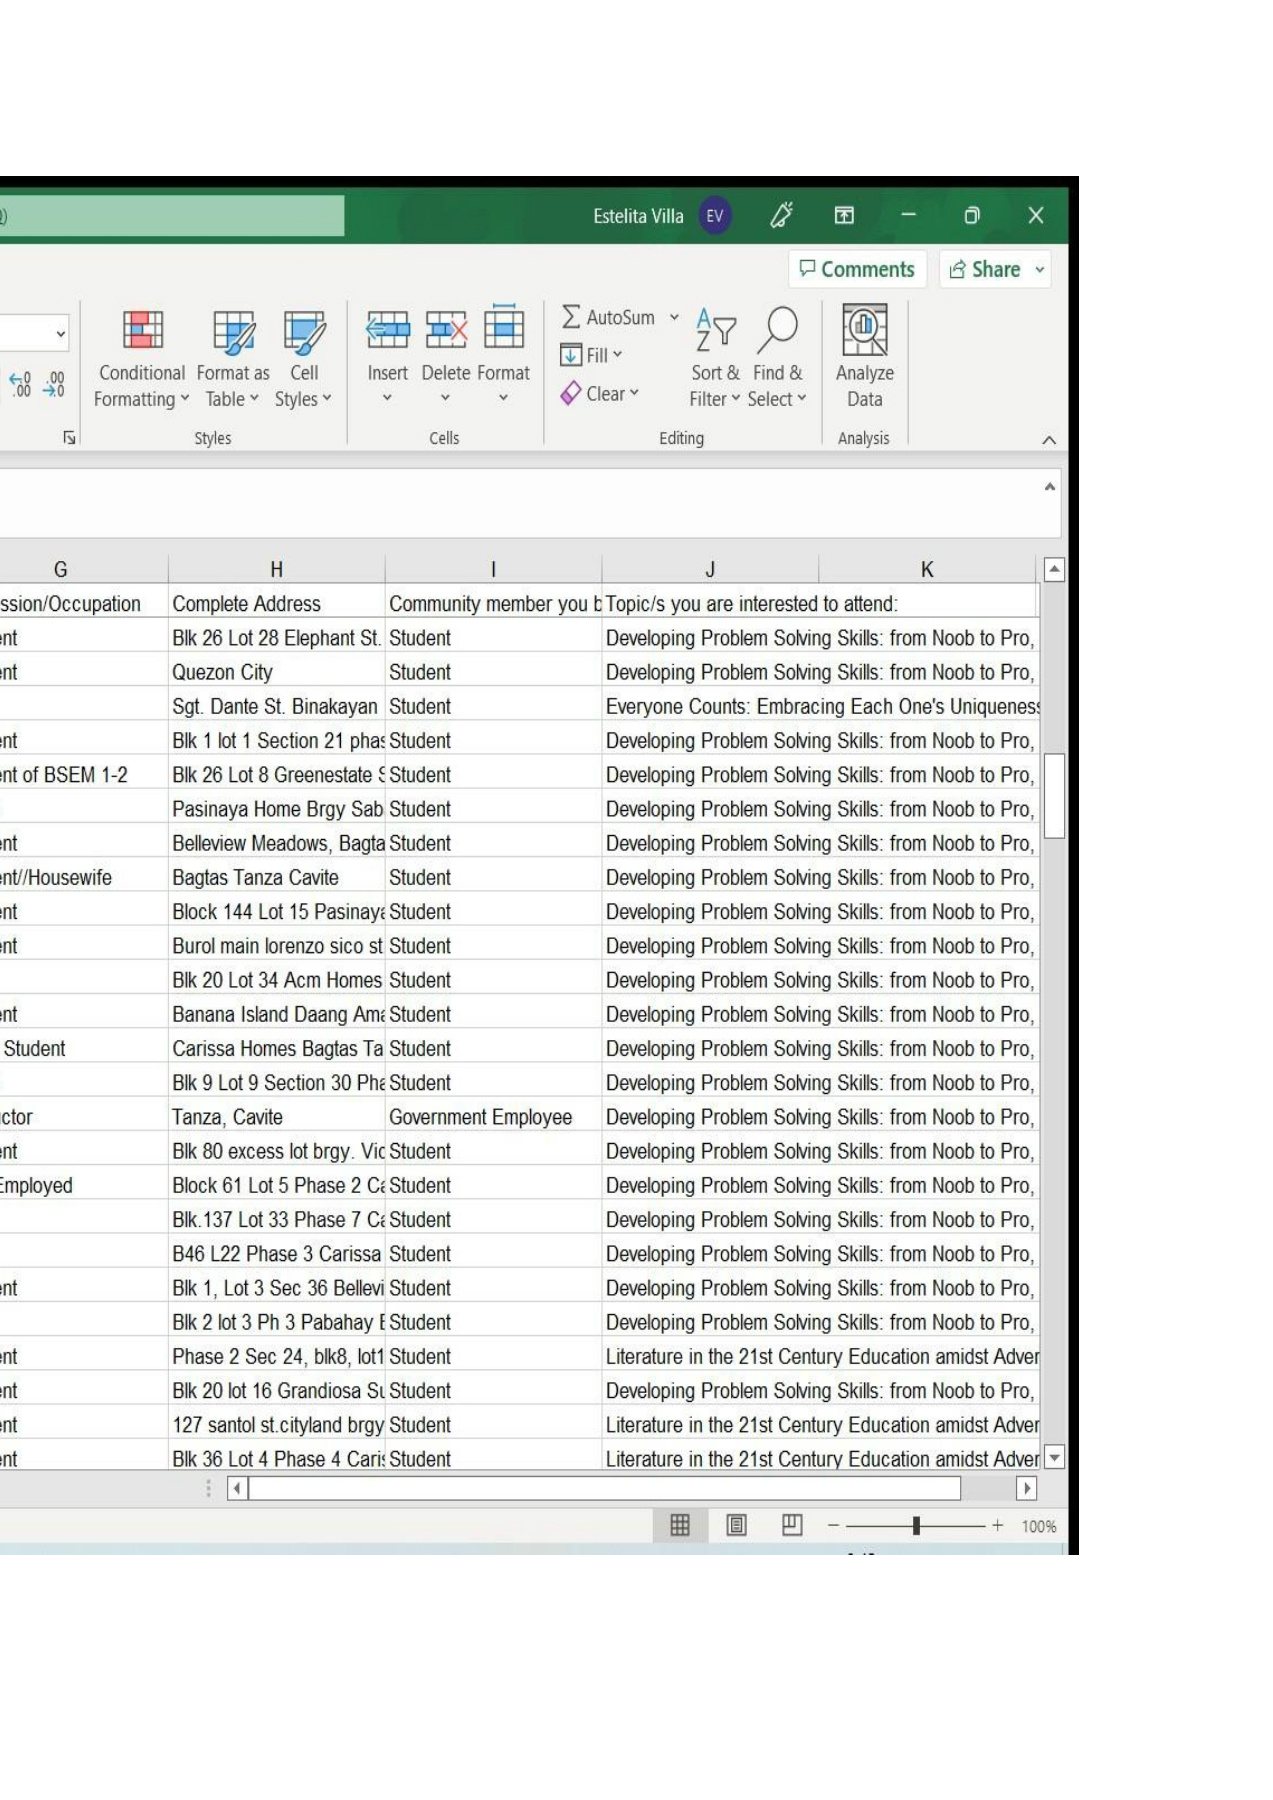 Estelita Villa EV
Comments Share
AutoSum
Fill
Clear
Conditional Formatting
Format as Table
Cell Styles
Insert
Delete
Format
Sort & Filter
Find & Select
Analyze Data
Styles Cells Editing Analysis
G H I J K
ssion/Occupation Complete Address Community member you b Topic/s you are interested to attend:
ent Blk 26 Lot 28 Elephant St. Student Developing Problem Solving Skills: from Noob to Pro,
ent Quezon City Student Developing Problem Solving Skills: from Noob to Pro,
Sgt. Dante St. Binakayan Student Everyone Counts: Embracing Each One's Uniqueness
ent Blk 1 lot 1 Section 21 phas Student Developing Problem Solving Skills: from Noob to Pro,
ent of BSEM 1-2 Blk 26 Lot 8 Greenestate S Student Developing Problem Solving Skills: from Noob to Pro,
Pasinaya Home Brgy Sab Student Developing Problem Solving Skills: from Noob to Pro,
ent Belleview Meadows, Bagta Student Developing Problem Solving Skills: from Noob to Pro,
ent//Housewife Bagtas Tanza Cavite Student Developing Problem Solving Skills: from Noob to Pro,
ent Block 144 Lot 15 Pasinaya Student Developing Problem Solving Skills: from Noob to Pro,
ent Burol main lorenzo sico st Student Developing Problem Solving Skills: from Noob to Pro,
Blk 20 Lot 34 Acm Homes Student Developing Problem Solving Skills: from Noob to Pro,
ent Banana Island Daang Ama Student Developing Problem Solving Skills: from Noob to Pro,
Student Carissa Homes Bagtas Ta Student Developing Problem Solving Skills: from Noob to Pro,
Blk 9 Lot 9 Section 30 Pha Student Developing Problem Solving Skills: from Noob to Pro,
uctor Tanza, Cavite Government Employee Developing Problem Solving Skills: from Noob to Pro,
ent Blk 80 excess lot brgy. Vic Student Developing Problem Solving Skills: from Noob to Pro,
Employed Block 61 Lot 5 Phase 2 Ca Student Developing Problem Solving Skills: from Noob to Pro,
Blk.137 Lot 33 Phase 7 Ca Student Developing Problem Solving Skills: from Noob to Pro,
B46 L22 Phase 3 Carissa Student Developing Problem Solving Skills: from Noob to Pro,
ent Blk 1, Lot 3 Sec 36 Bellevi Student Developing Problem Solving Skills: from Noob to Pro,
Blk 2 lot 3 Ph 3 Pabahay Student Developing Problem Solving Skills: from Noob to Pro,
ent Phase 2 Sec 24, blk8, lot1 Student Literature in the 21st Century Education amidst Adver
ent Blk 20 lot 16 Grandiosa Su Student Developing Problem Solving Skills: from Noob to Pro,
ent 127 santol st.cityland brgy Student Literature in the 21st Century Education amidst Adver
ent Blk 36 Lot 4 Phase 4 Caris Student Literature in the 21st Century Education amidst Adver
100%